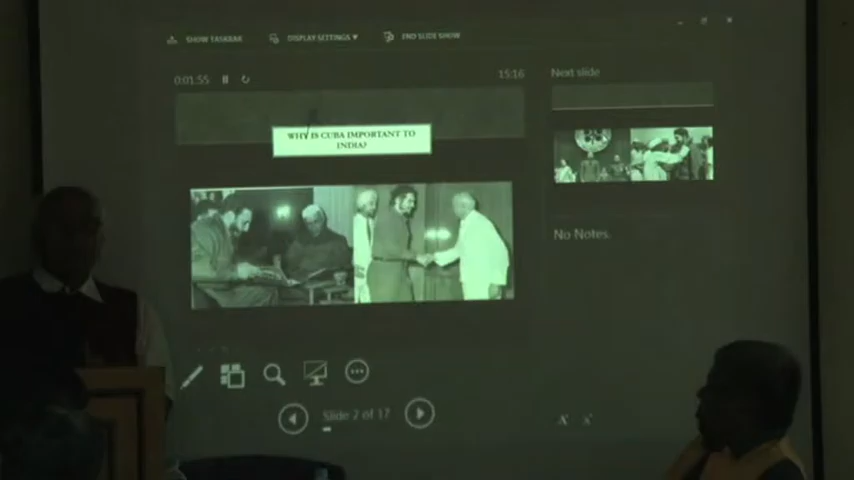 SHOW TASKBAR
DISPLAY SETTINGS ▼
END SLIDE SHOW
0:01:55
15:16
Next slide
WHY IS CUBA IMPORTANT TO
INDIA?
No Notes.
Slide 2 of 17
A A